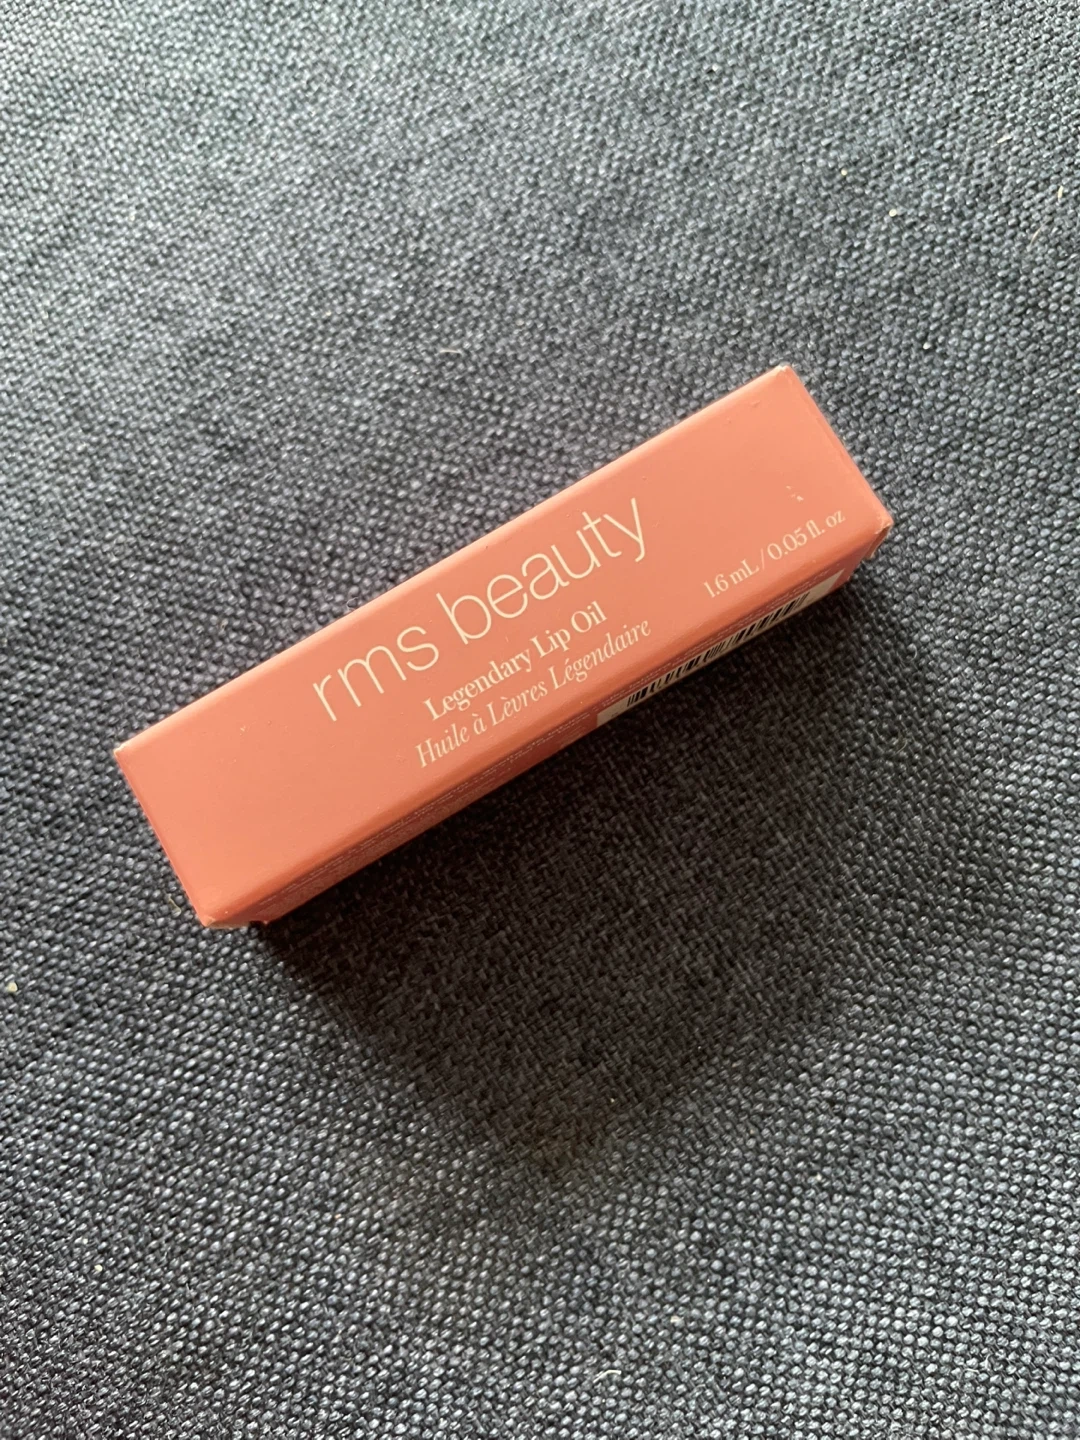 rms beauty
Legendary Lip Oil
Huile à Lèvres Légendaire
1.6 mL / 0.05 fl. oz